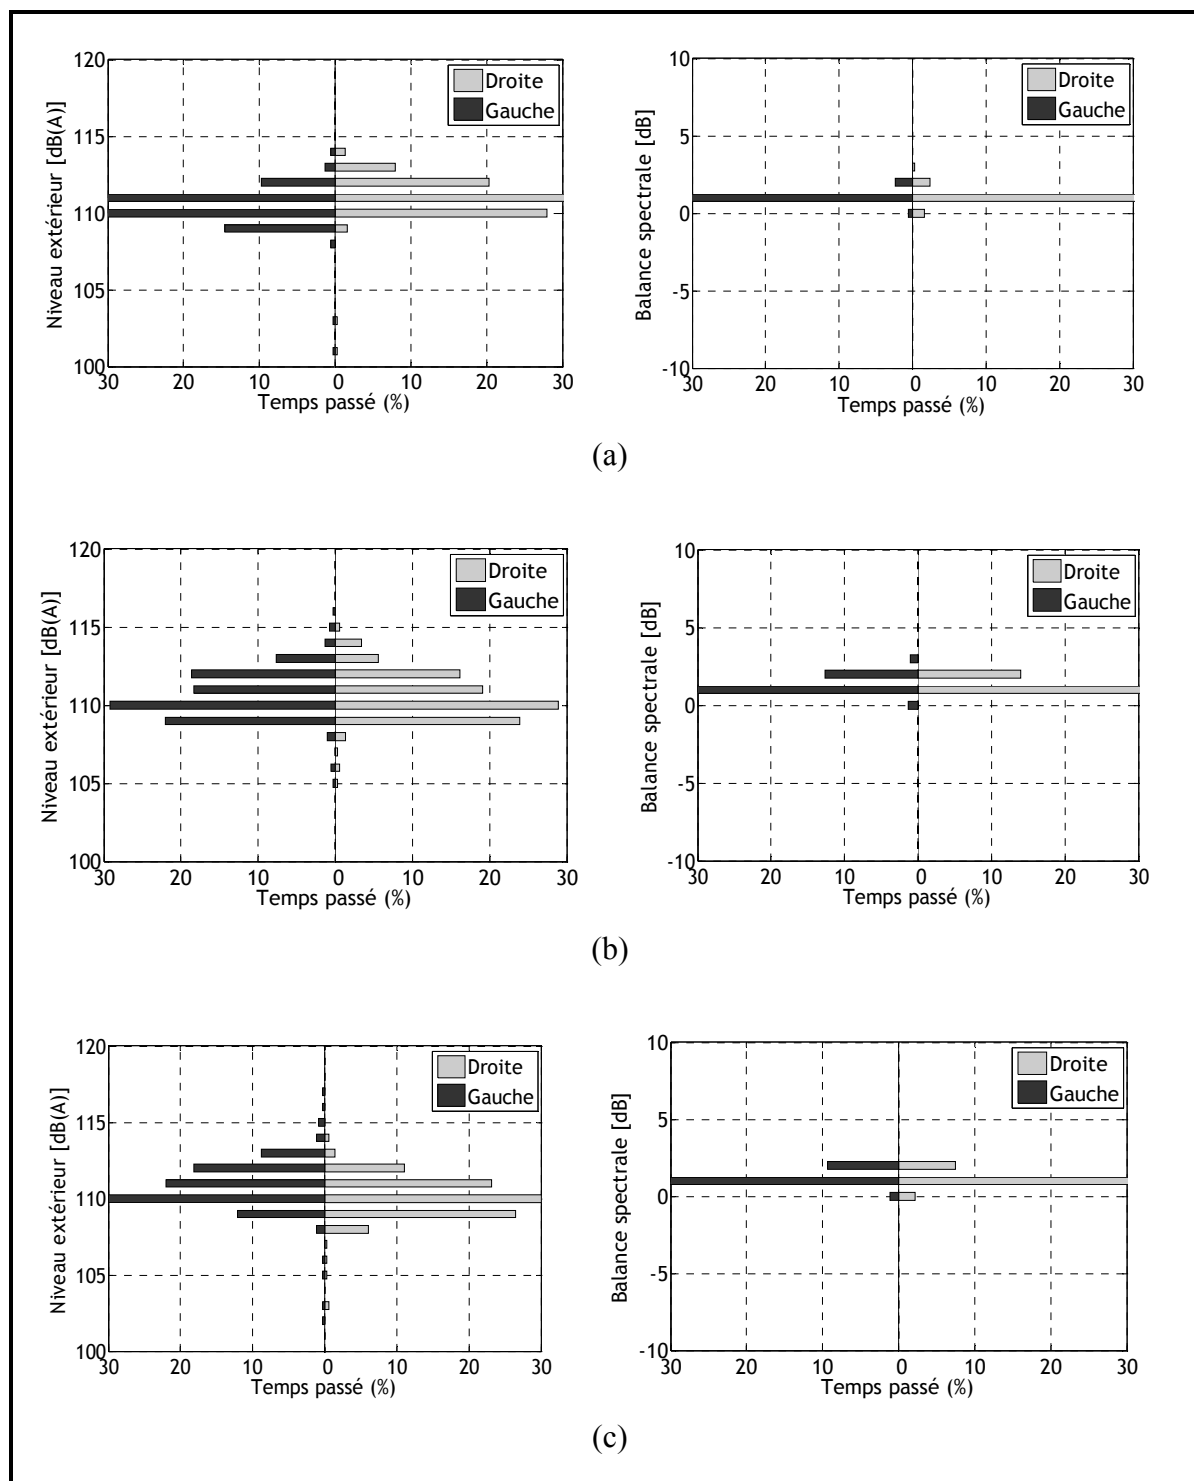 120
115
110
105
100
Niveau extérieur [dB(A)]
Droite
Gauche
30 20 10 0 10 20 30
Temps passé (%)
10
5
0
-5
-10
Balance spectrale [dB]
Droite
Gauche
30 20 10 0 10 20 30
Temps passé (%)
(a)
120
115
110
105
100
Niveau extérieur [dB(A)]
Droite
Gauche
30 20 10 0 10 20 30
Temps passé (%)
10
5
0
-5
-10
Balance spectrale [dB]
Droite
Gauche
30 20 10 0 10 20 30
Temps passé (%)
(b)
120
115
110
105
100
Niveau extérieur [dB(A)]
Droite
Gauche
30 20 10 0 10 20 30
Temps passé (%)
10
5
0
-5
-10
Balance spectrale [dB]
Droite
Gauche
30 20 10 0 10 20 30
Temps passé (%)
(c)